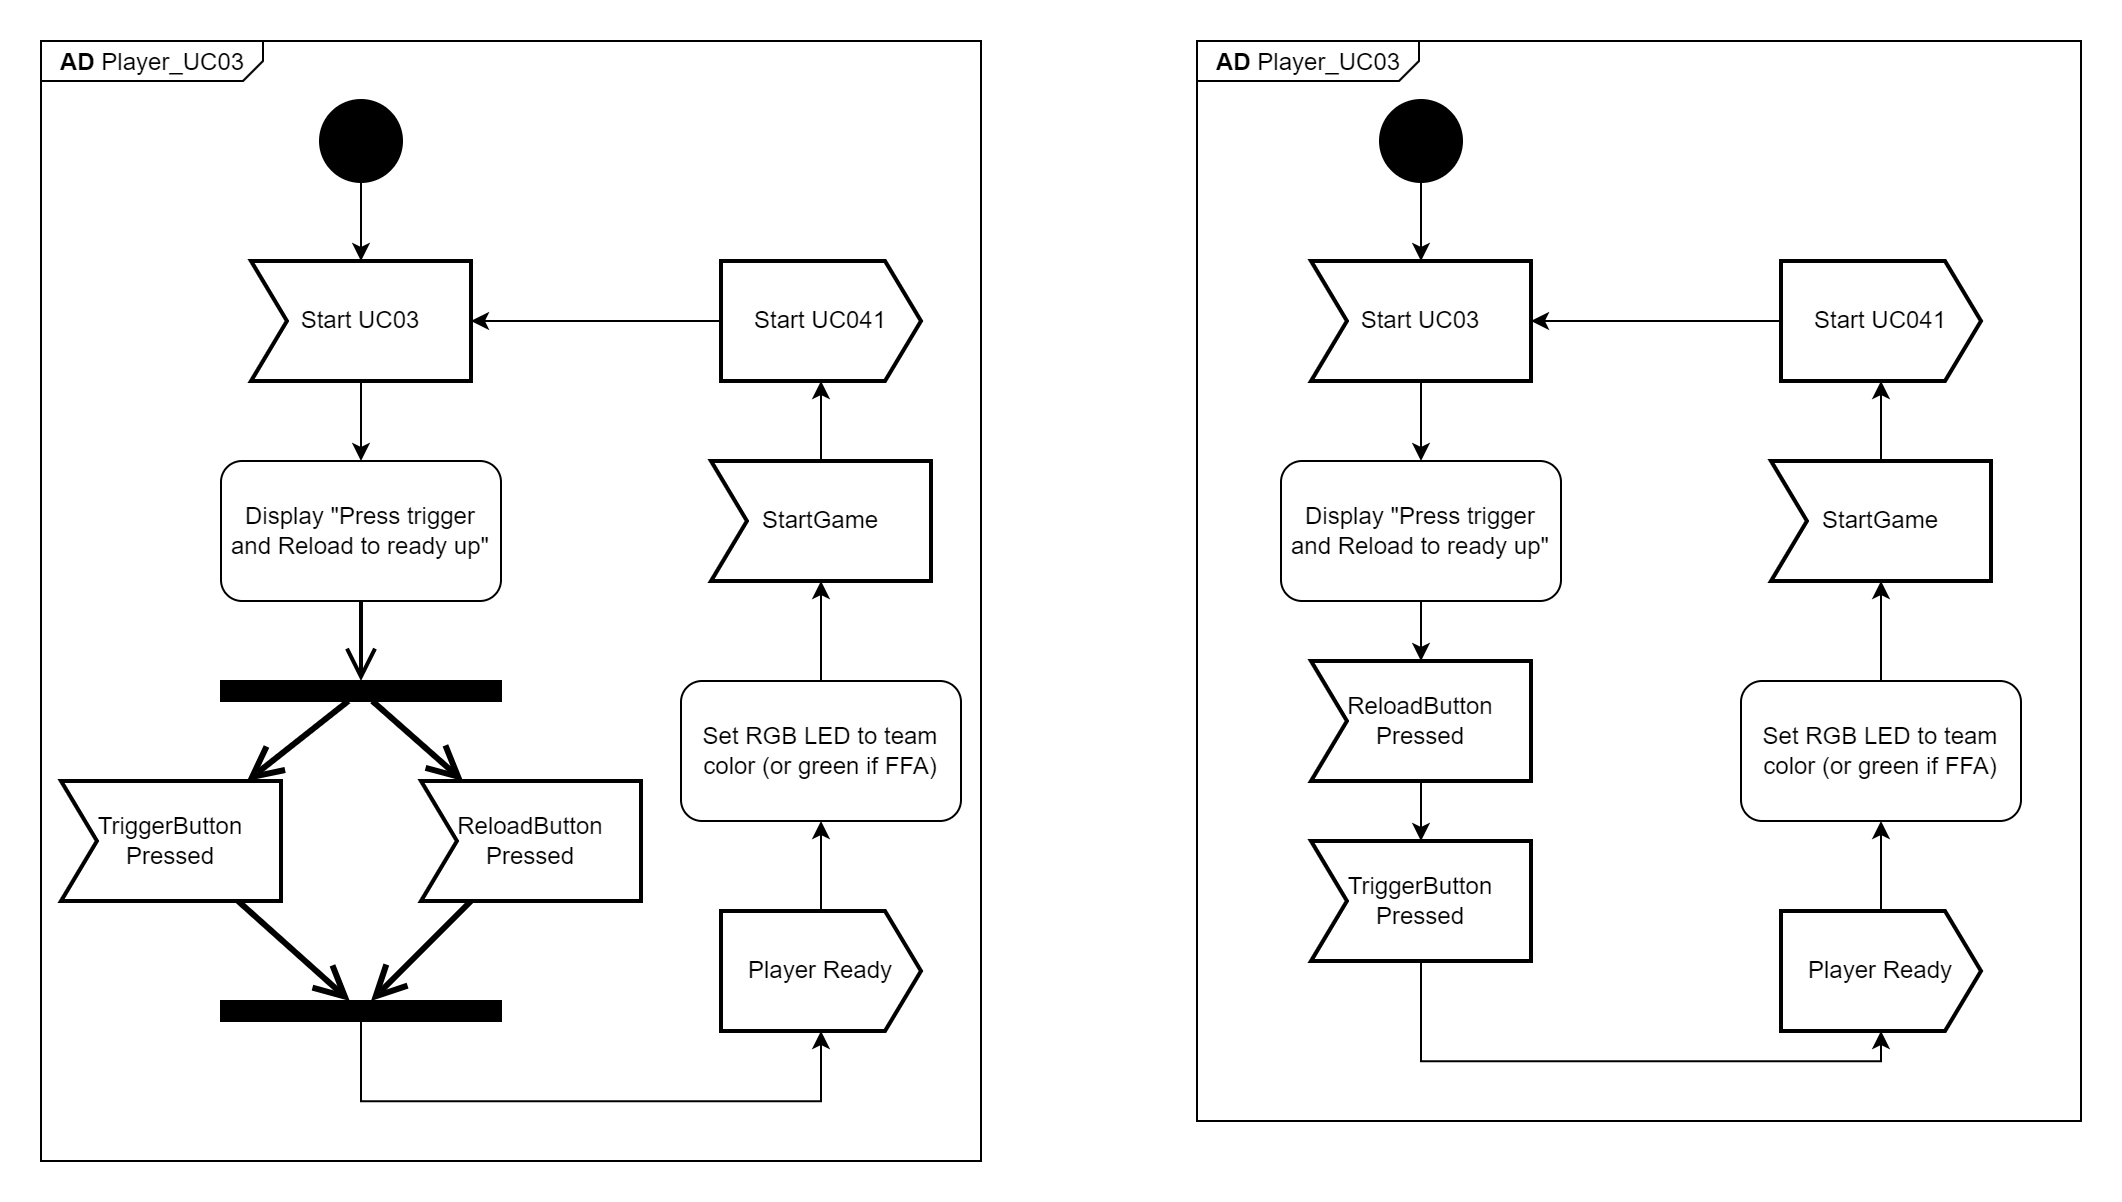 AD Player_UC03
Start UC03
Start UC041
Display "Press trigger
and Reload to ready up"
StartGame
TriggerButton
Pressed
ReloadButton
Pressed
Set RGB LED to team
color (or green if FFA)
Player Ready
AD Player_UC03
Start UC03
Start UC041
Display "Press trigger
and Reload to ready up"
StartGame
ReloadButton
Pressed
Set RGB LED to team
color (or green if FFA)
TriggerButton
Pressed
Player Ready